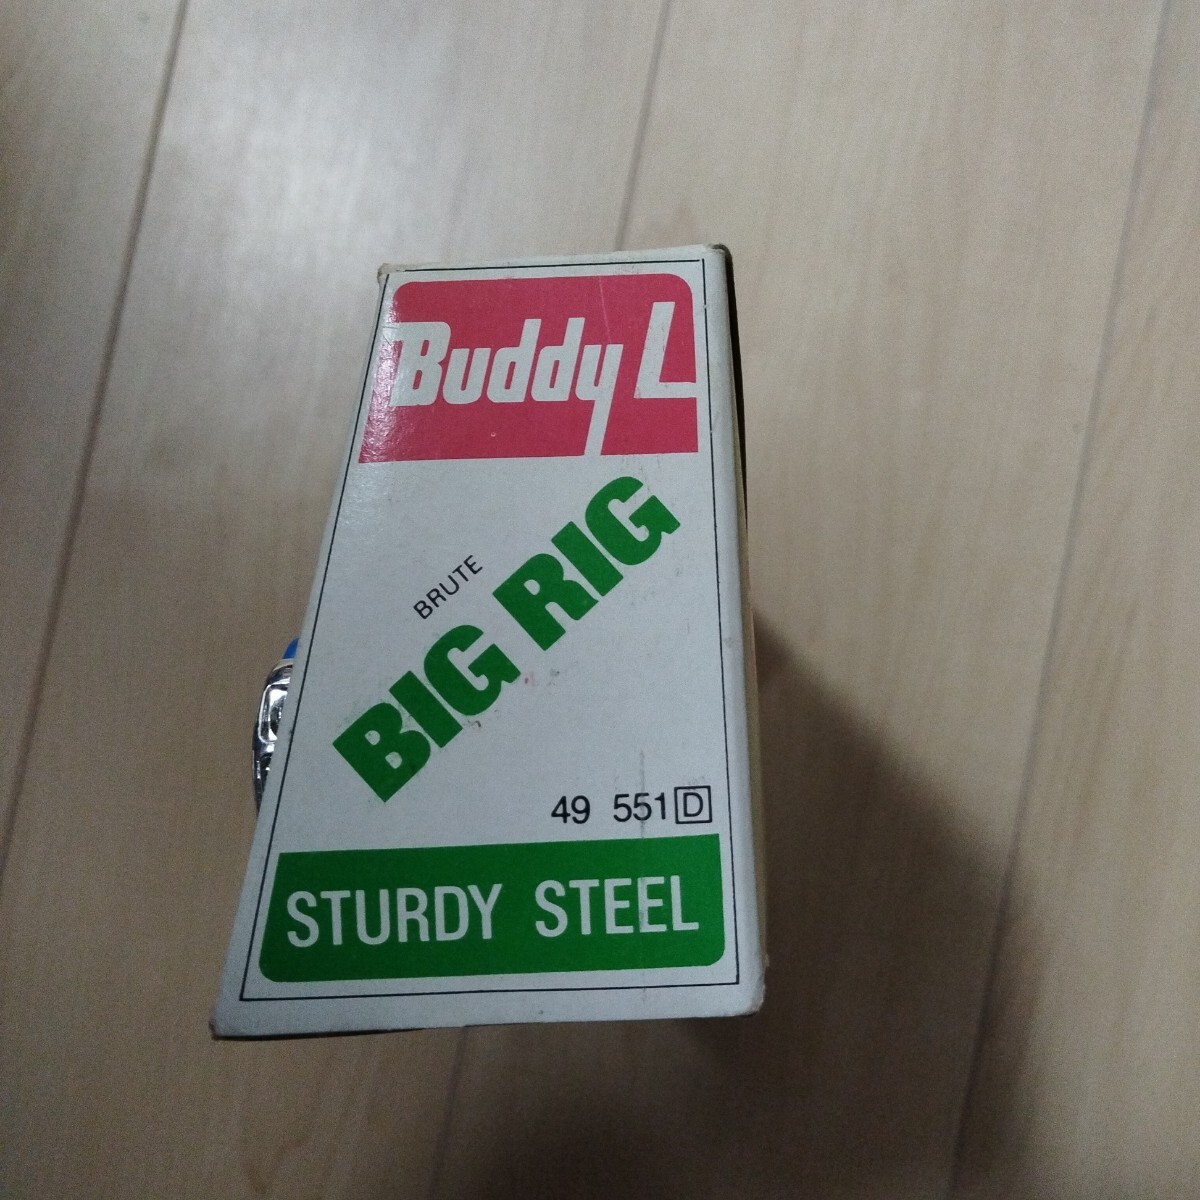 Buddy L
BRUTE
BIG RIG
49 551 D
STURDY STEEL